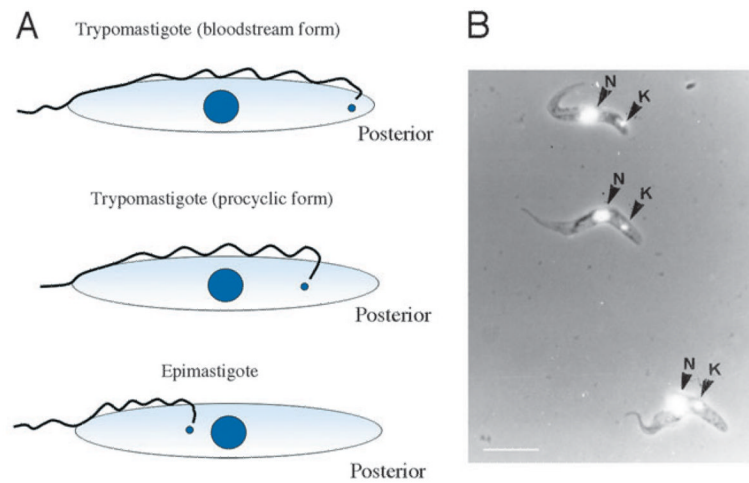 A
Trypomastigote (bloodstream form)
Posterior
Trypomastigote (procyclic form)
Posterior
Epimastigote
Posterior
B
N
K
N
K
N
K